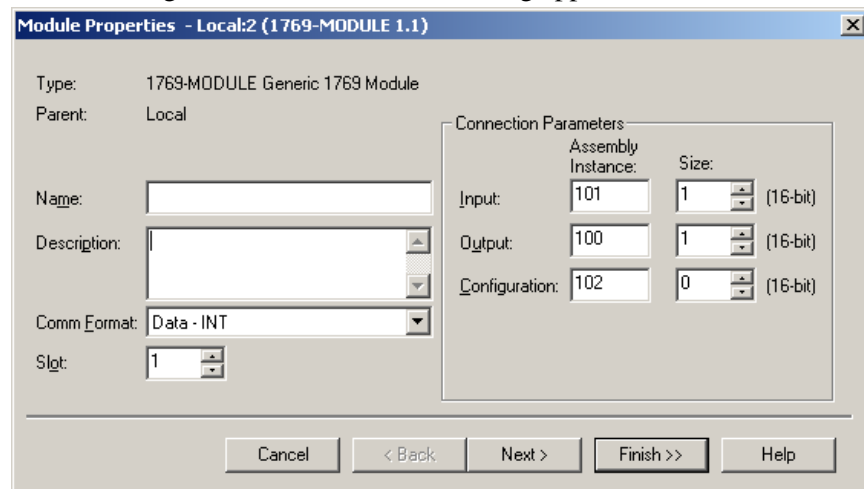 Module Properties - Local:2 (1769-MODULE 1.1)
Type: 1769-MODULE Generic 1769 Module
Parent: Local
Connection Parameters
Assembly
Instance: Size:
Name: Input: 101 1 (16-bit)
Description: Output: 100 1 (16-bit)
Configuration: 102 0 (16-bit)
Comm Format: Data - INT
Slot: 1
Cancel < Back Next > Finish >> Help